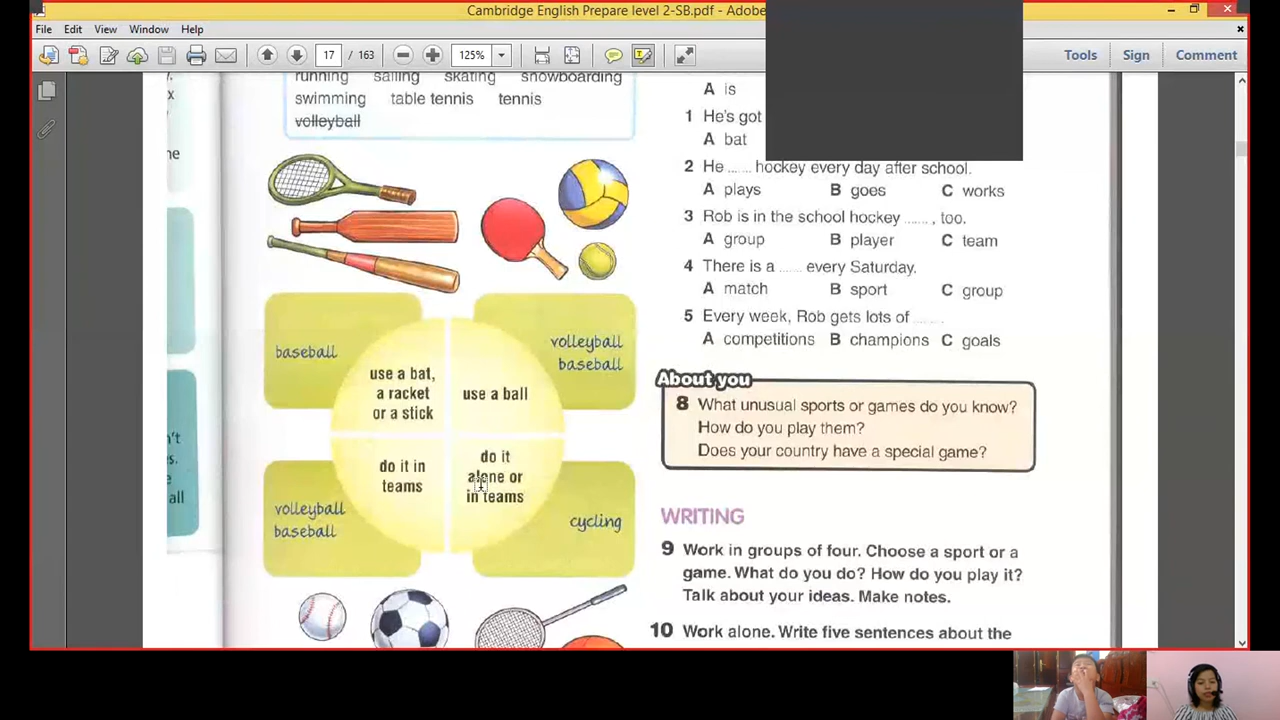 Cambridge English Prepare level 2-SB.pdf - Adobe
File Edit View Window Help
17 / 163 125% Tools Sign Comment
running sailing skating snowboarding
swimming table tennis tennis
volleyball
baseball
volleyball
baseball
use a bat,
a racket
or a stick
use a ball
do it in
teams
do it
alone or
in teams
volleyball
baseball
cycling
x
he
n't
s.
e
all
A is
1 He's got
A bat
2 He ...... hockey every day after school.
A plays B goes C works
3 Rob is in the school hockey ...... , too.
A group B player C team
4 There is a ...... every Saturday.
A match B sport C group
5 Every week, Rob gets lots of ......
A competitions B champions C goals
About you
8 What unusual sports or games do you know?
How do you play them?
Does your country have a special game?
WRITING
9 Work in groups of four. Choose a sport or a
game. What do you do? How do you play it?
Talk about your ideas. Make notes.
10 Work alone. Write five sentences about the